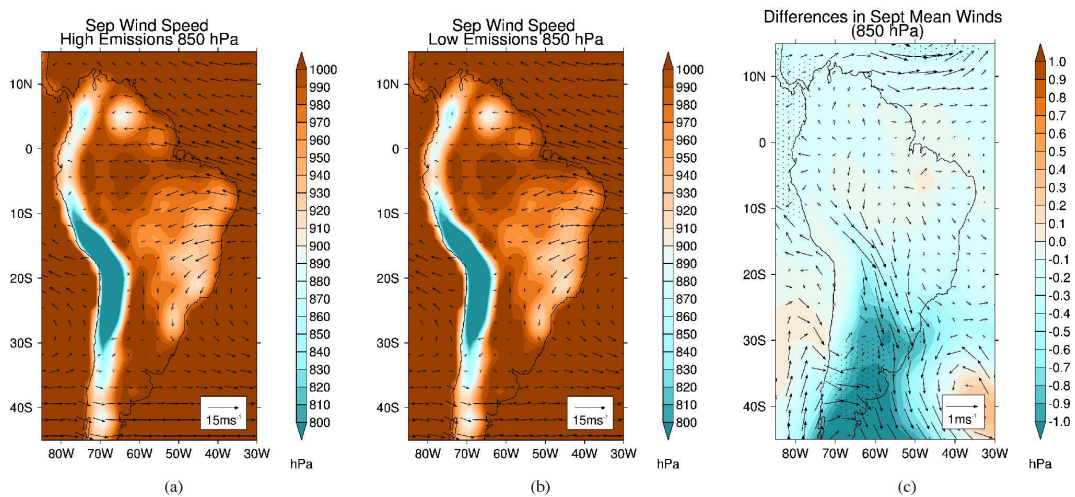 Sep Wind Speed
High Emissions 850 hPa
10N
0
10S
20S
30S
40S
80W 70W 60W 50W 40W 30W
15ms⁻¹
1000
990
980
970
960
950
940
930
920
910
900
890
880
870
860
850
840
830
820
810
800
hPa
(a)
Sep Wind Speed
Low Emissions 850 hPa
10N
0
10S
20S
30S
40S
80W 70W 60W 50W 40W 30W
15ms⁻¹
1000
990
980
970
960
950
940
930
920
910
900
890
880
870
860
850
840
830
820
810
800
hPa
(b)
Differences in Sept Mean Winds
(850 hPa)
10N
0
10S
20S
30S
40S
80W 70W 60W 50W 40W 30W
1ms⁻¹
1.0
0.9
0.8
0.7
0.6
0.5
0.4
0.3
0.2
0.1
0.0
-0.1
-0.2
-0.3
-0.4
-0.5
-0.6
-0.7
-0.8
-0.9
-1.0
hPa
(c)